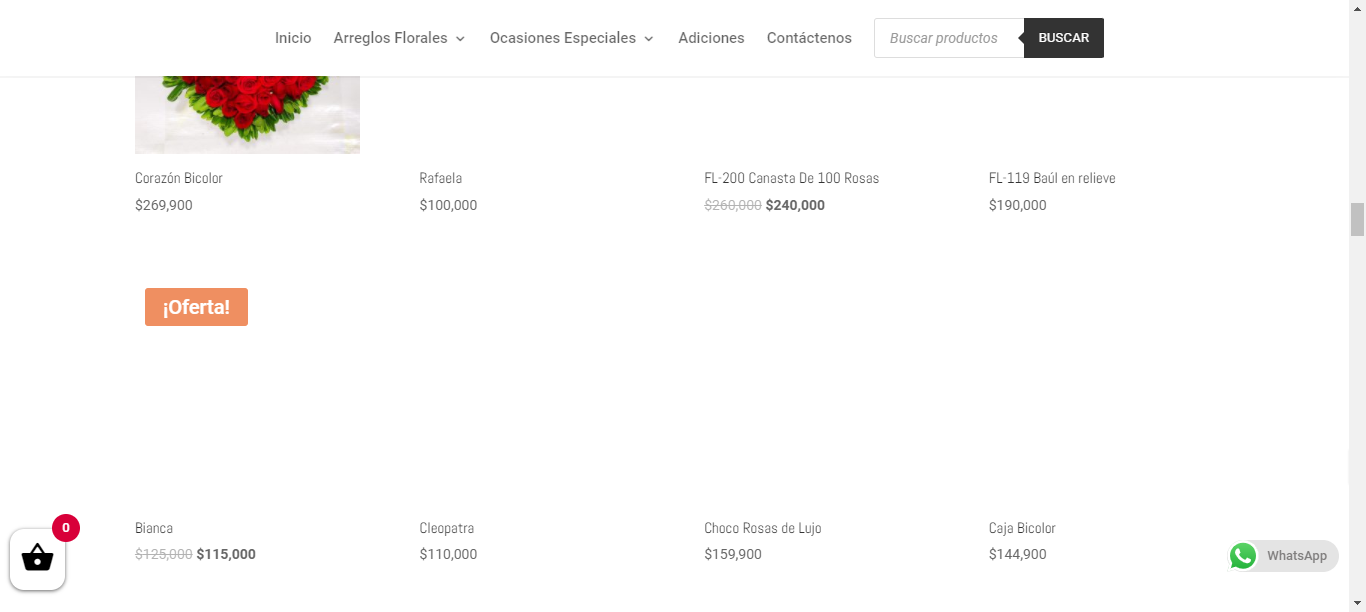 Inicio Arreglos Florales Ocasiones Especiales Adiciones Contáctenos Buscar productos BUSCAR
Corazón Bicolor Rafaela FL-200 Canasta De 100 Rosas FL-119 Baúl en relieve
$269,900 $100,000 $260,000 $240,000 $190,000
¡Oferta!
Bianca Cleopatra Choco Rosas de Lujo Caja Bicolor
$125,000 $115,000 $110,000 $159,900 $144,900
0
WhatsApp